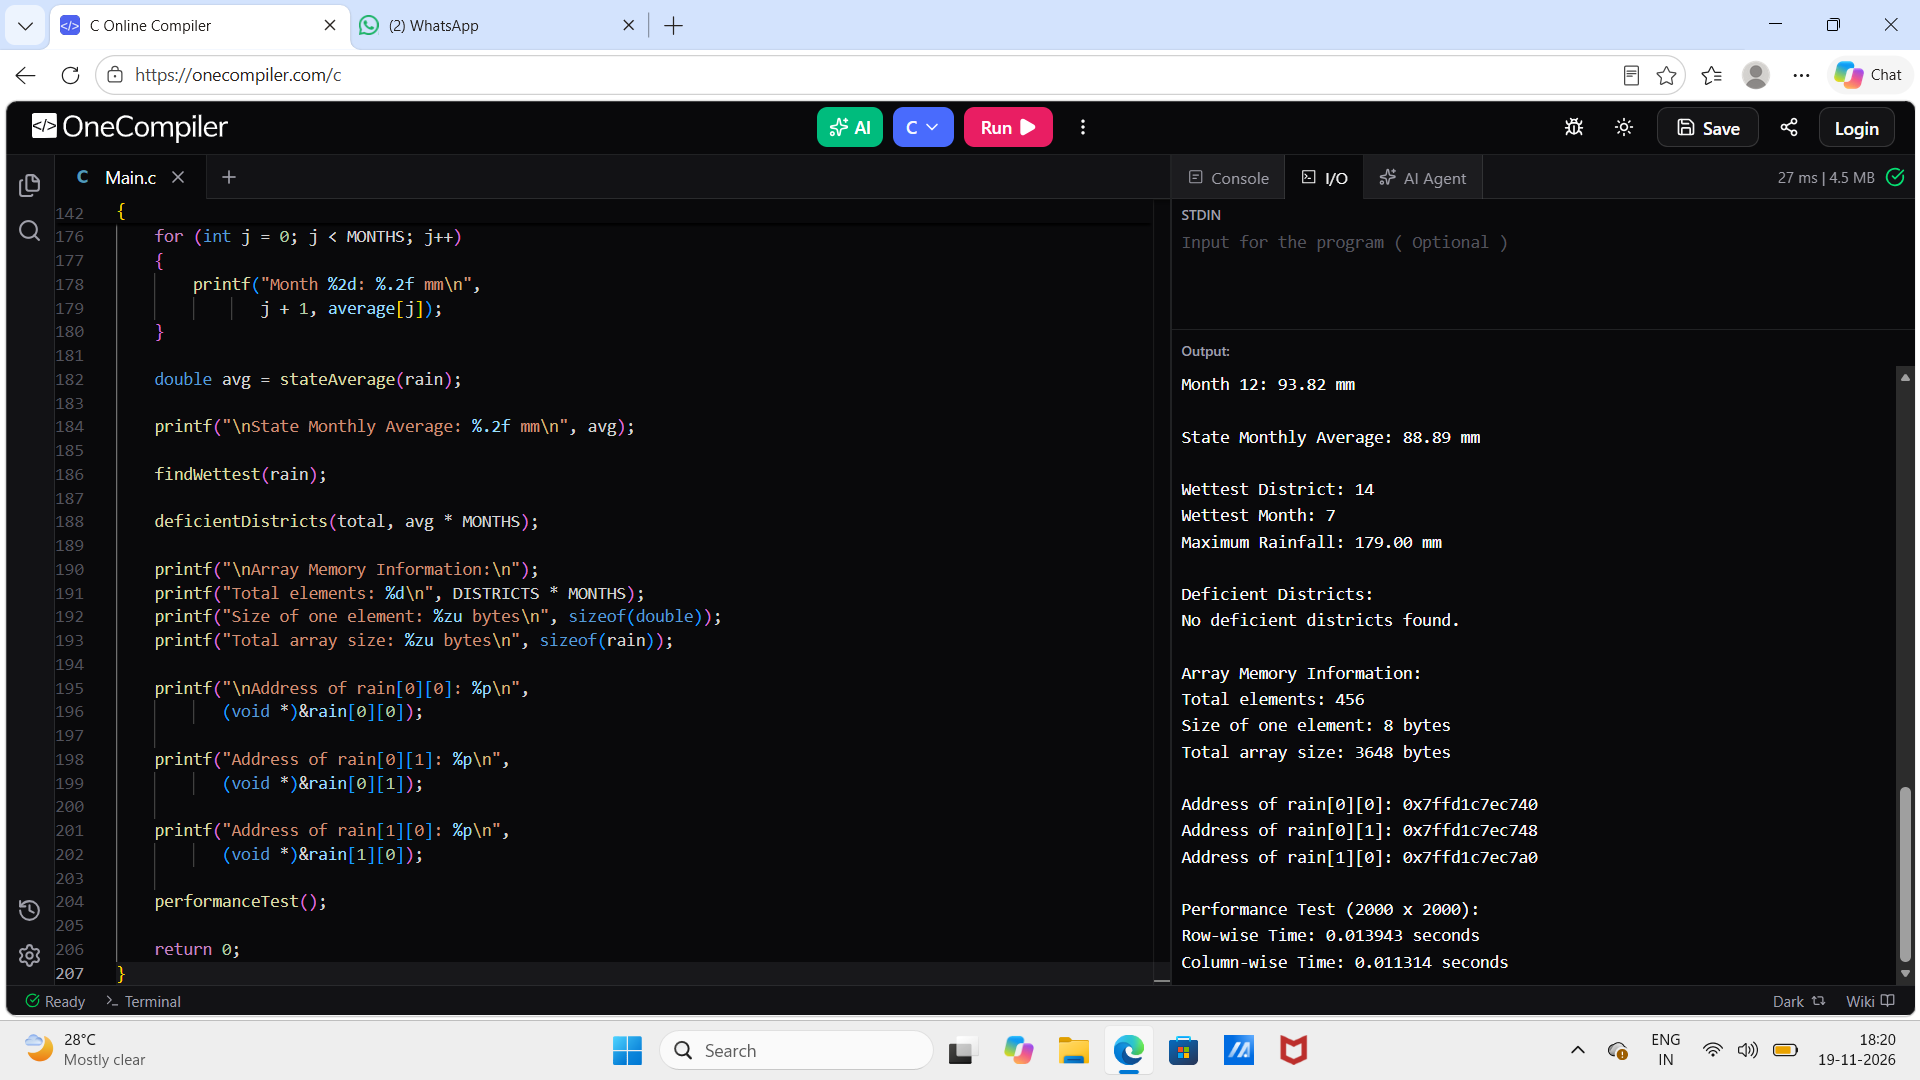 C Online Compiler
(2) WhatsApp
https://onecompiler.com/c
Chat
</> OneCompiler
AI
C
Run
Save
Login
C Main.c
Console
I/O
AI Agent
27 ms | 4.5 MB
142 {
176 for (int j = 0; j < MONTHS; j++)
177 {
178 printf("Month %2d: %.2f mm\n",
179 j + 1, average[j]);
180 }
181
182 double avg = stateAverage(rain);
183
184 printf("\nState Monthly Average: %.2f mm\n", avg);
185
186 findWettest(rain);
187
188 deficientDistricts(total, avg * MONTHS);
189
190 printf("\nArray Memory Information:\n");
191 printf("Total elements: %d\n", DISTRICTS * MONTHS);
192 printf("Size of one element: %zu bytes\n", sizeof(double));
193 printf("Total array size: %zu bytes\n", sizeof(rain));
194
195 printf("\nAddress of rain[0][0]: %p\n",
196 (void *)&rain[0][0]);
197
198 printf("Address of rain[0][1]: %p\n",
199 (void *)&rain[0][1]);
200
201 printf("Address of rain[1][0]: %p\n",
202 (void *)&rain[1][0]);
203
204 performanceTest();
205
206 return 0;
207 }
STDIN
Input for the program ( Optional )
Output:
Month 12: 93.82 mm
State Monthly Average: 88.89 mm
Wettest District: 14
Wettest Month: 7
Maximum Rainfall: 179.00 mm
Deficient Districts:
No deficient districts found.
Array Memory Information:
Total elements: 456
Size of one element: 8 bytes
Total array size: 3648 bytes
Address of rain[0][0]: 0x7ffd1c7ec740
Address of rain[0][1]: 0x7ffd1c7ec748
Address of rain[1][0]: 0x7ffd1c7ec7a0
Performance Test (2000 x 2000):
Row-wise Time: 0.013943 seconds
Column-wise Time: 0.011314 seconds
Ready
Terminal
Dark
Wiki
28°C
Mostly clear
Search
ENG
IN
18:20
19-11-2026